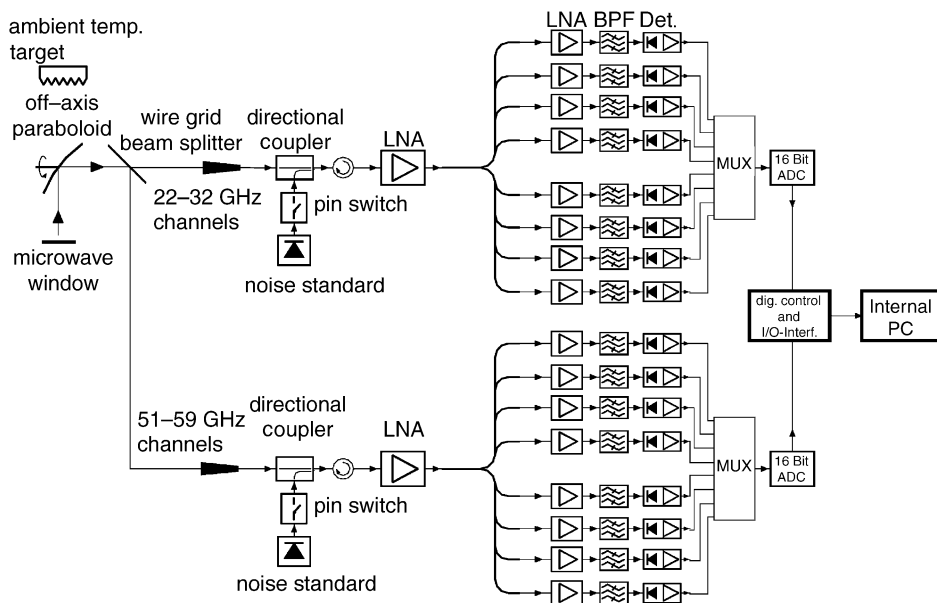 ambient temp.
target
off–axis
paraboloid
wire grid
beam splitter
directional
coupler
LNA
22–32 GHz
channels
pin switch
microwave
window
noise standard
LNA BPF Det.
MUX
16 Bit
ADC
dig. control
and
I/O-Interf.
Internal
PC
51–59 GHz
channels
directional
coupler
LNA
pin switch
noise standard
MUX
16 Bit
ADC